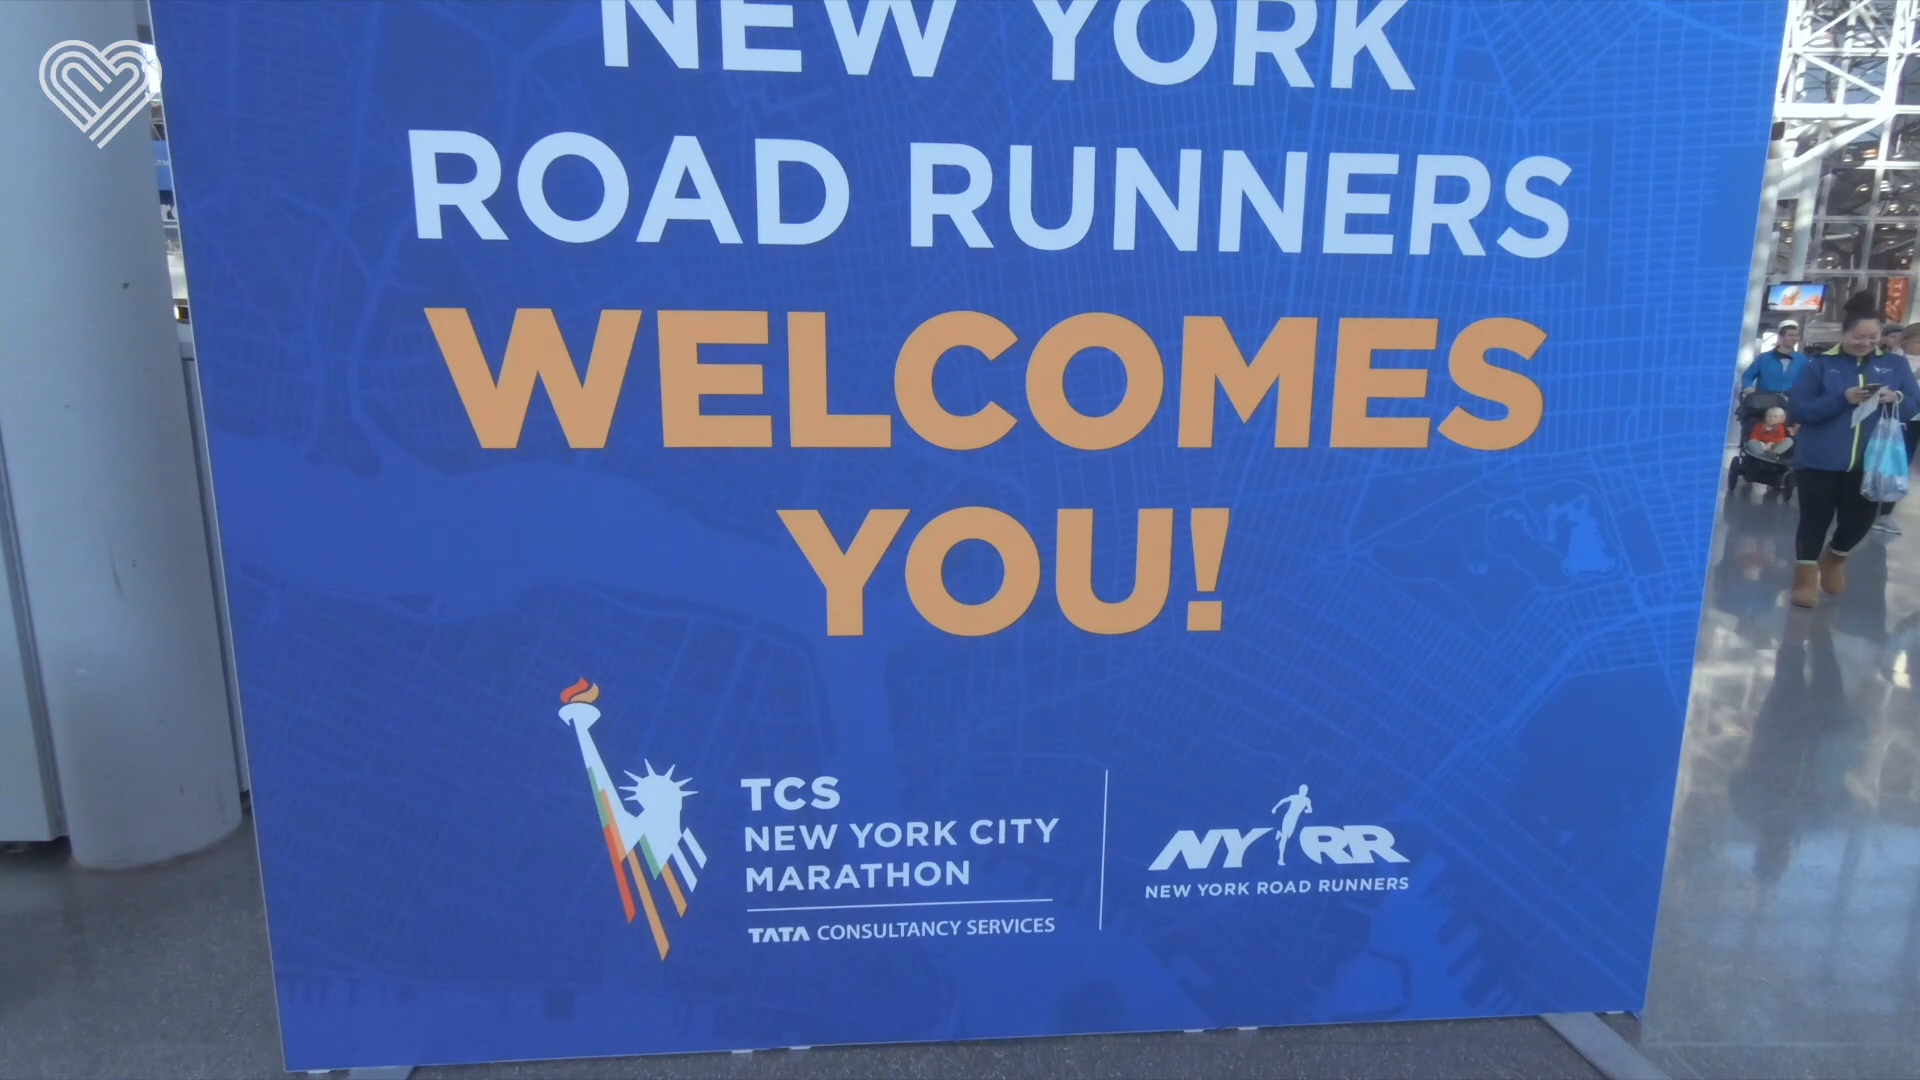 NEW YORK
ROAD RUNNERS
WELCOMES
YOU!
TCS
NEW YORK CITY
MARATHON
TATA CONSULTANCY SERVICES
NYRR
NEW YORK ROAD RUNNERS